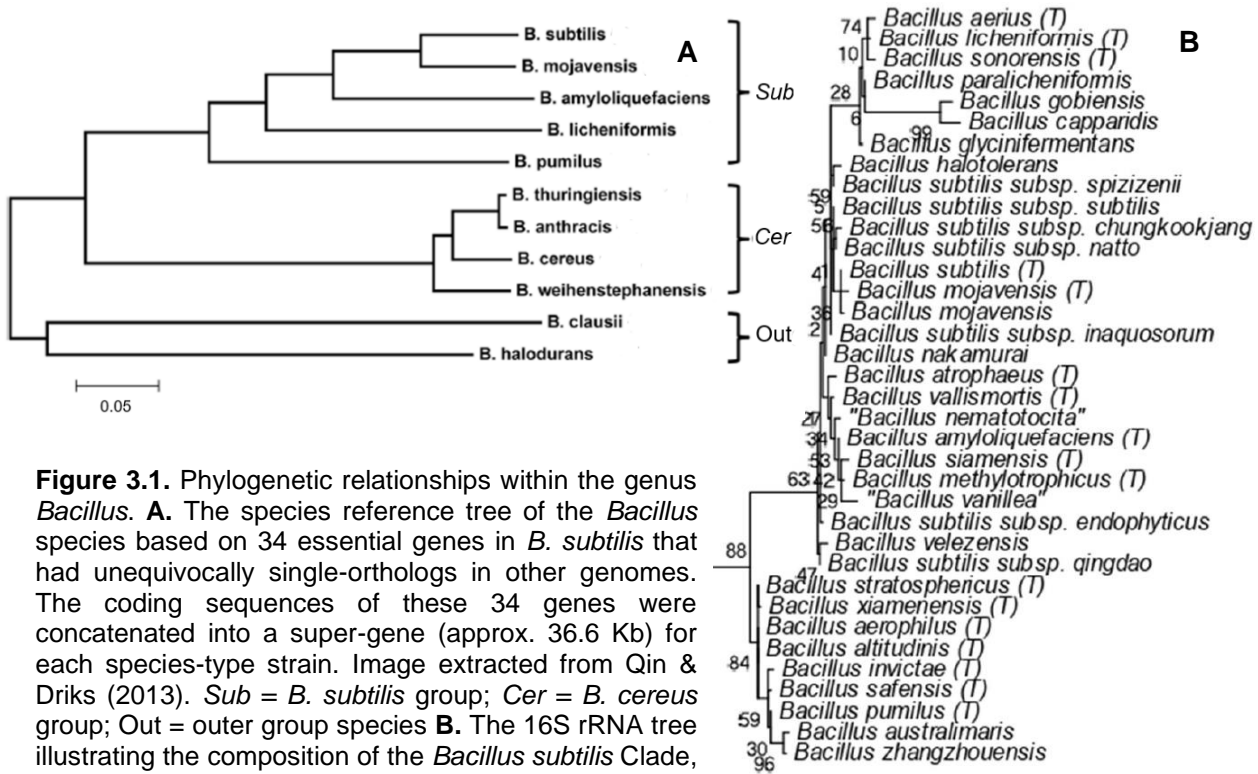 A
B. subtilis
B. mojavensis
B. amyloliquefaciens
B. licheniformis
B. pumilus
Sub
B. thuringiensis
B. anthracis
B. cereus
B. weihenstephanensis
Cer
B. clausii
B. halodurans
Out
0.05
B
Bacillus aerius (T)
74
Bacillus licheniformis (T)
10
Bacillus sonorensis (T)
Bacillus paralicheniformis
28
Bacillus gobiensis
6
Bacillus capparidis
99
Bacillus glycinifermentans
Bacillus halotolerans
Bacillus subtilis subsp. spizizenii
59
5
Bacillus subtilis subsp. subtilis
56
Bacillus subtilis subsp. chungkookjang
Bacillus subtilis subsp. natto
41
Bacillus subtilis (T)
Bacillus mojavensis (T)
36
Bacillus mojavensis
2
Bacillus subtilis subsp. inaquosorum
Bacillus nakamurai
Bacillus atrophaeus (T)
Bacillus vallismortis (T)
27
"Bacillus nematotocita"
34
Bacillus amyloliquefaciens (T)
53
Bacillus siamensis (T)
63
42
Bacillus methylotrophicus (T)
29
"Bacillus vanillea"
Bacillus subtilis subsp. endophyticus
Bacillus velezensis
88
Bacillus subtilis subsp. qingdao
47
Bacillus stratosphericus (T)
Bacillus xiamenensis (T)
Bacillus aerophilus (T)
Bacillus altitudinis (T)
84
Bacillus invictae (T)
Bacillus safensis (T)
59
Bacillus pumilus (T)
Bacillus australimaris
30
Bacillus zhangzhouensis
96
Figure 3.1. Phylogenetic relationships within the genus
Bacillus. A. The species reference tree of the Bacillus
species based on 34 essential genes in B. subtilis that
had unequivocally single-orthologs in other genomes.
The coding sequences of these 34 genes were
concatenated into a super-gene (approx. 36.6 Kb) for
each species-type strain. Image extracted from Qin &
Driks (2013). Sub = B. subtilis group; Cer = B. cereus
group; Out = outer group species B. The 16S rRNA tree
illustrating the composition of the Bacillus subtilis Clade,